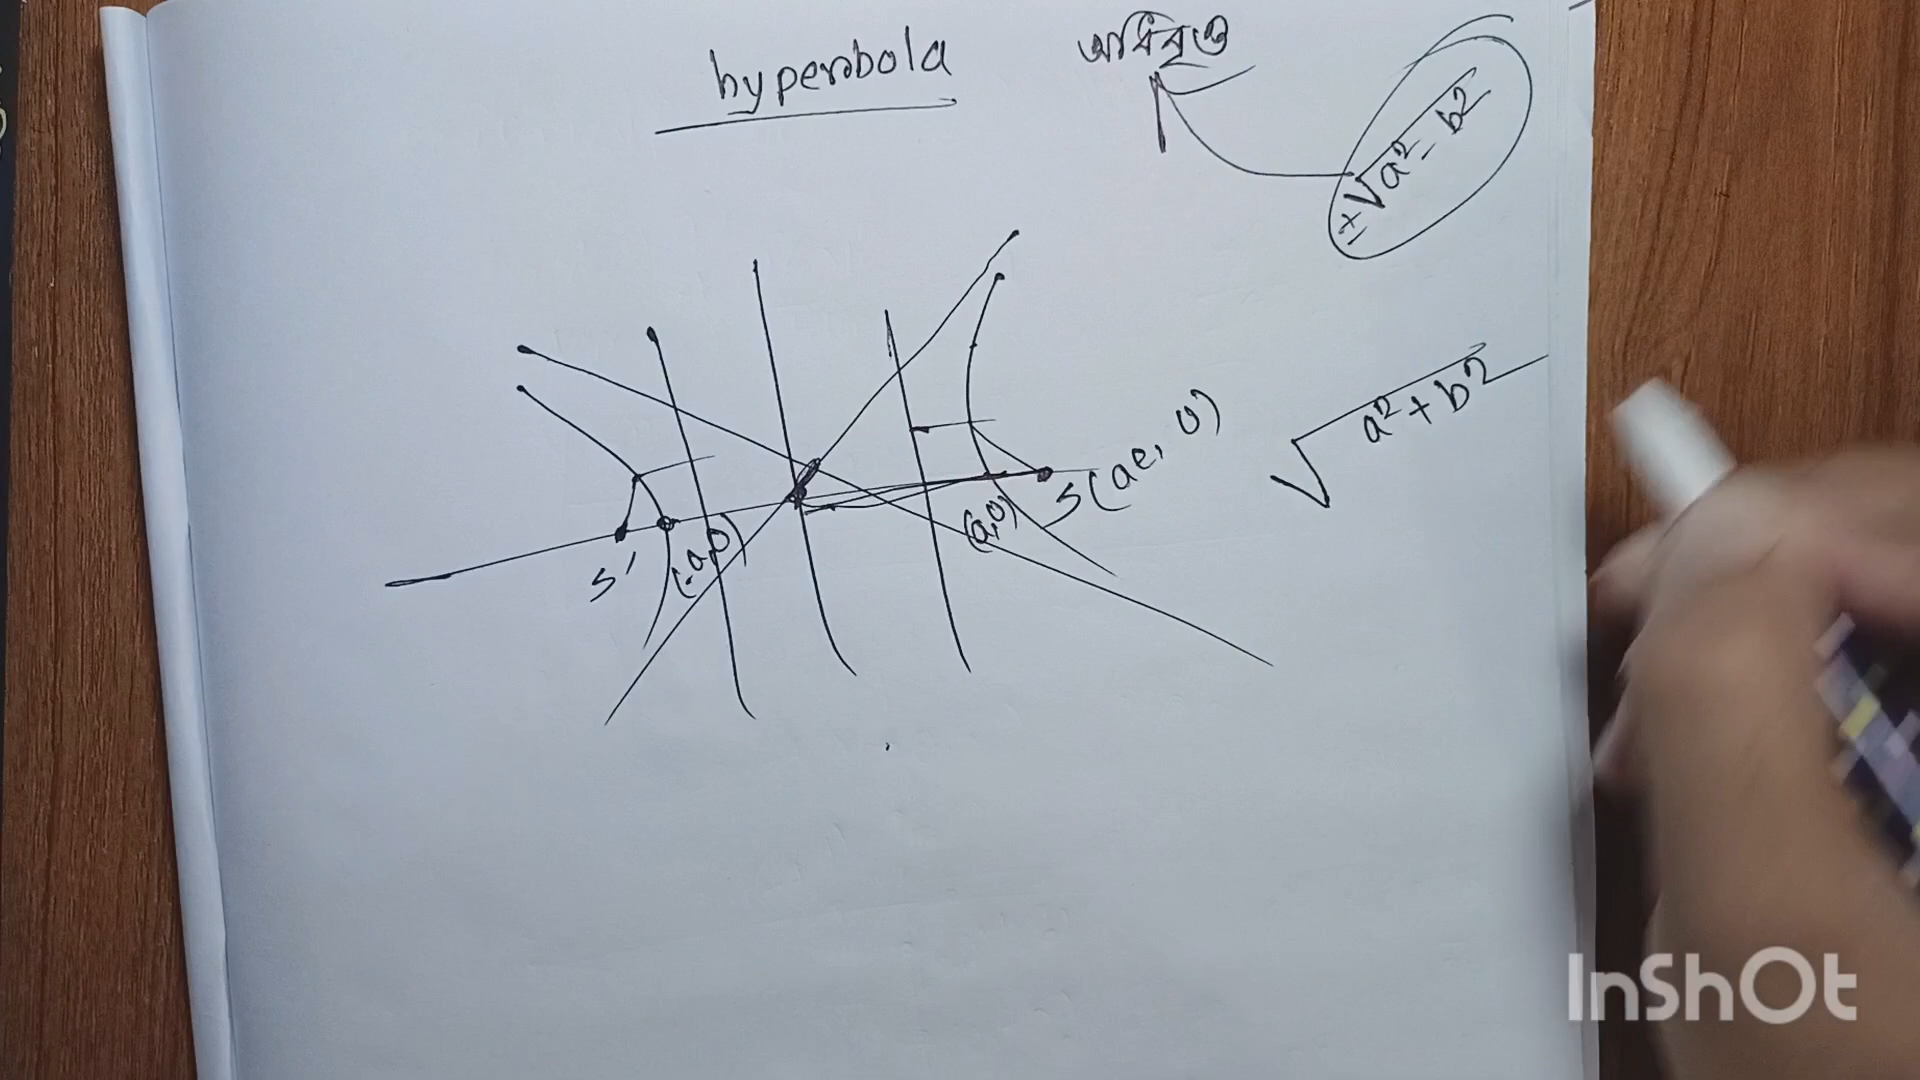 hyperbola অধিবৃত্ত
±√a²- b2
√a²+ b2
S(ae, 0)
(a,0)
S' (-a,0)
InShOt